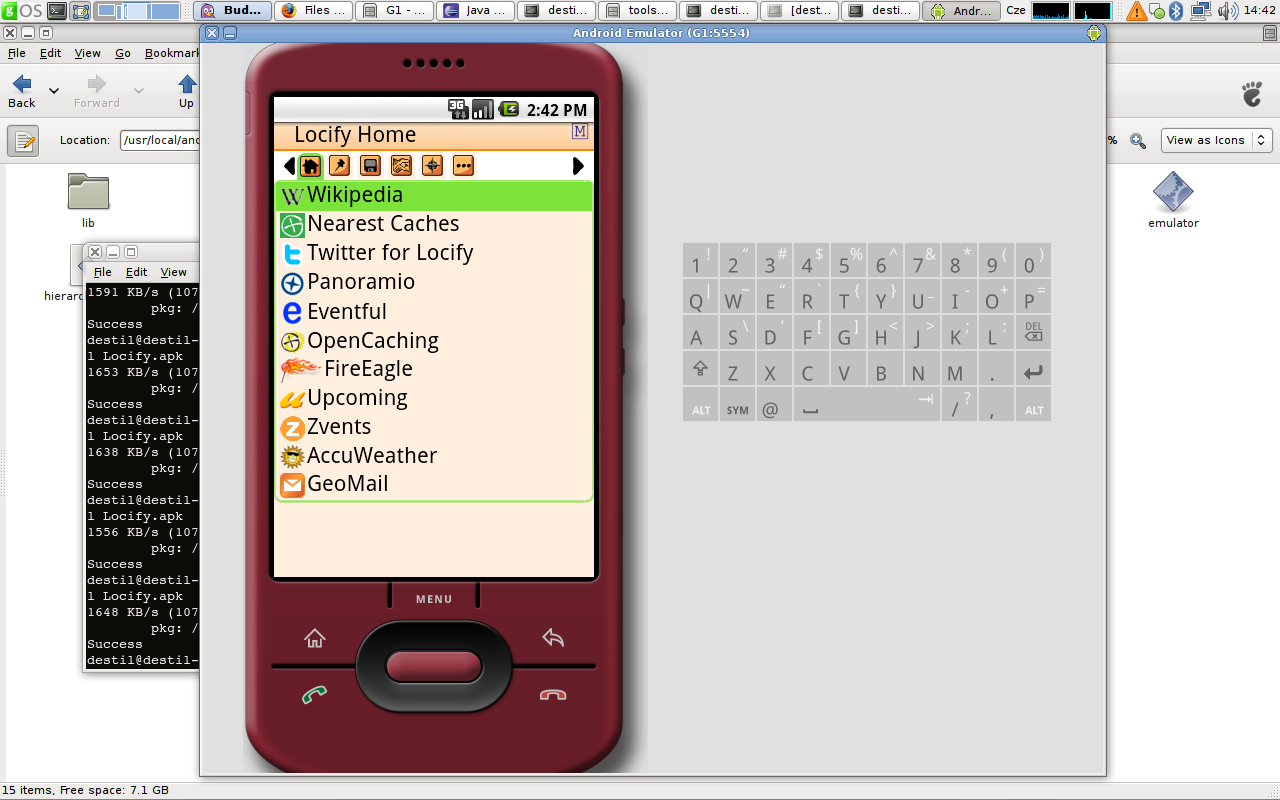 OS Bud... Files ... G1 - ... Java ... desti... tools... desti... [dest... desti... Andr... Cze 14:42
Android Emulator (G1:5554)
File Edit View Go Bookmark
Back Forward Up
Location: /usr/local/and
% View as Icons
lib
emulator
hierarc
File Edit View
1591 KB/s (107
pkg: /
Success
destil@destil-
l Locify.apk
1653 KB/s (107
Success
destil@destil-
l Locify.apk
1638 KB/s (107
pkg: /
Success
destil@destil-
l Locify.apk
1556 KB/s (107
pkg: /
Success
destil@destil-
l Locify.apk
1648 KB/s (107
pkg: /
Success
destil@destil-
3G 2:42 PM
Locify Home M
Wikipedia
Nearest Caches
Twitter for Locify
Panoramio
Eventful
OpenCaching
FireEagle
Upcoming
Zvents
AccuWeather
GeoMail
MENU
1 ! 2 “ 3 # 4 $ 5 % 6 ^ 7 & 8 * 9 ( 0 )
Q | W ~ E ” R ` T { Y } U _ I - O + P =
A S \ D ‘ F [ G ] H < J > K ; L : DEL
Z X C V B N M .
ALT SYM @ / ? , ALT
15 items, Free space: 7.1 GB